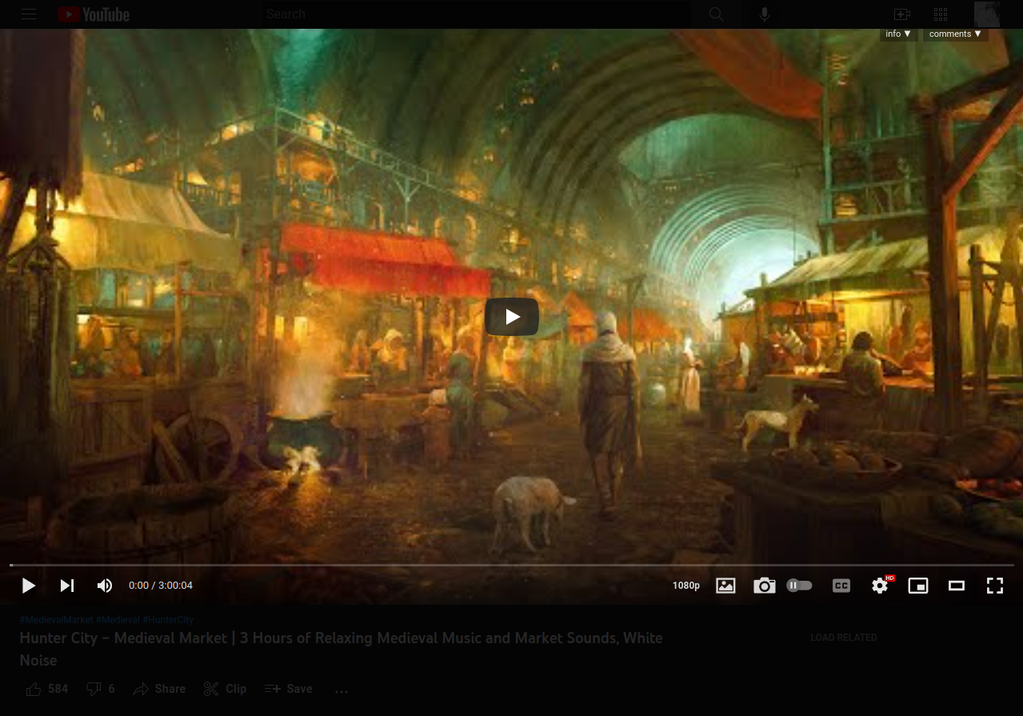 YouTube
Search
info ▼ comments ▼
0:00 / 3:00:04
1080p
CC
HD
#MedievalMarket #Medieval #HunterCity
Hunter City – Medieval Market | 3 Hours of Relaxing Medieval Music and Market Sounds, White
Noise
LOAD RELATED
584 6 Share Clip Save ...